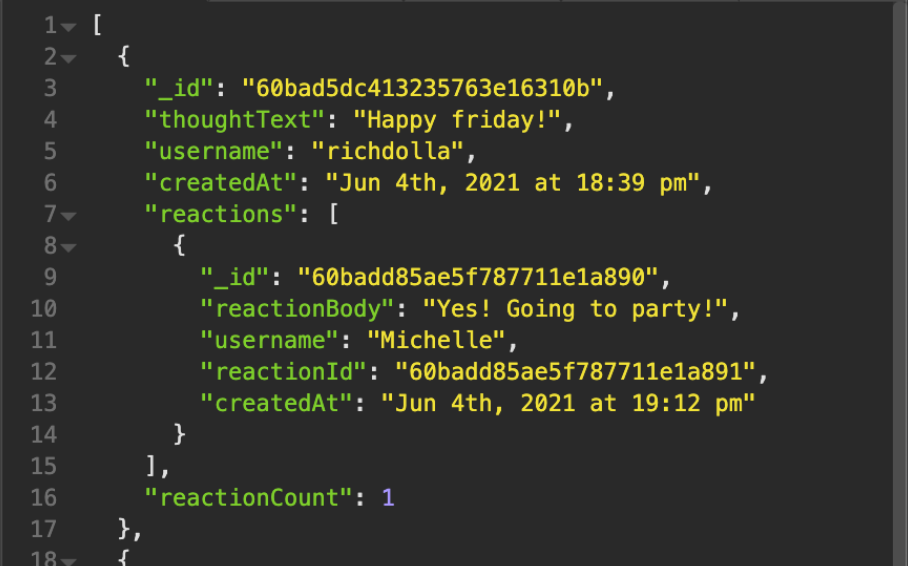 1 [
2 {
3 "_id": "60bad5dc413235763e16310b",
4 "thoughtText": "Happy friday!",
5 "username": "richdolla",
6 "createdAt": "Jun 4th, 2021 at 18:39 pm",
7 "reactions": [
8 {
9 "_id": "60badd85ae5f787711e1a890",
10 "reactionBody": "Yes! Going to party!",
11 "username": "Michelle",
12 "reactionId": "60badd85ae5f787711e1a891",
13 "createdAt": "Jun 4th, 2021 at 19:12 pm"
14 }
15 ],
16 "reactionCount": 1
17 },
18 {